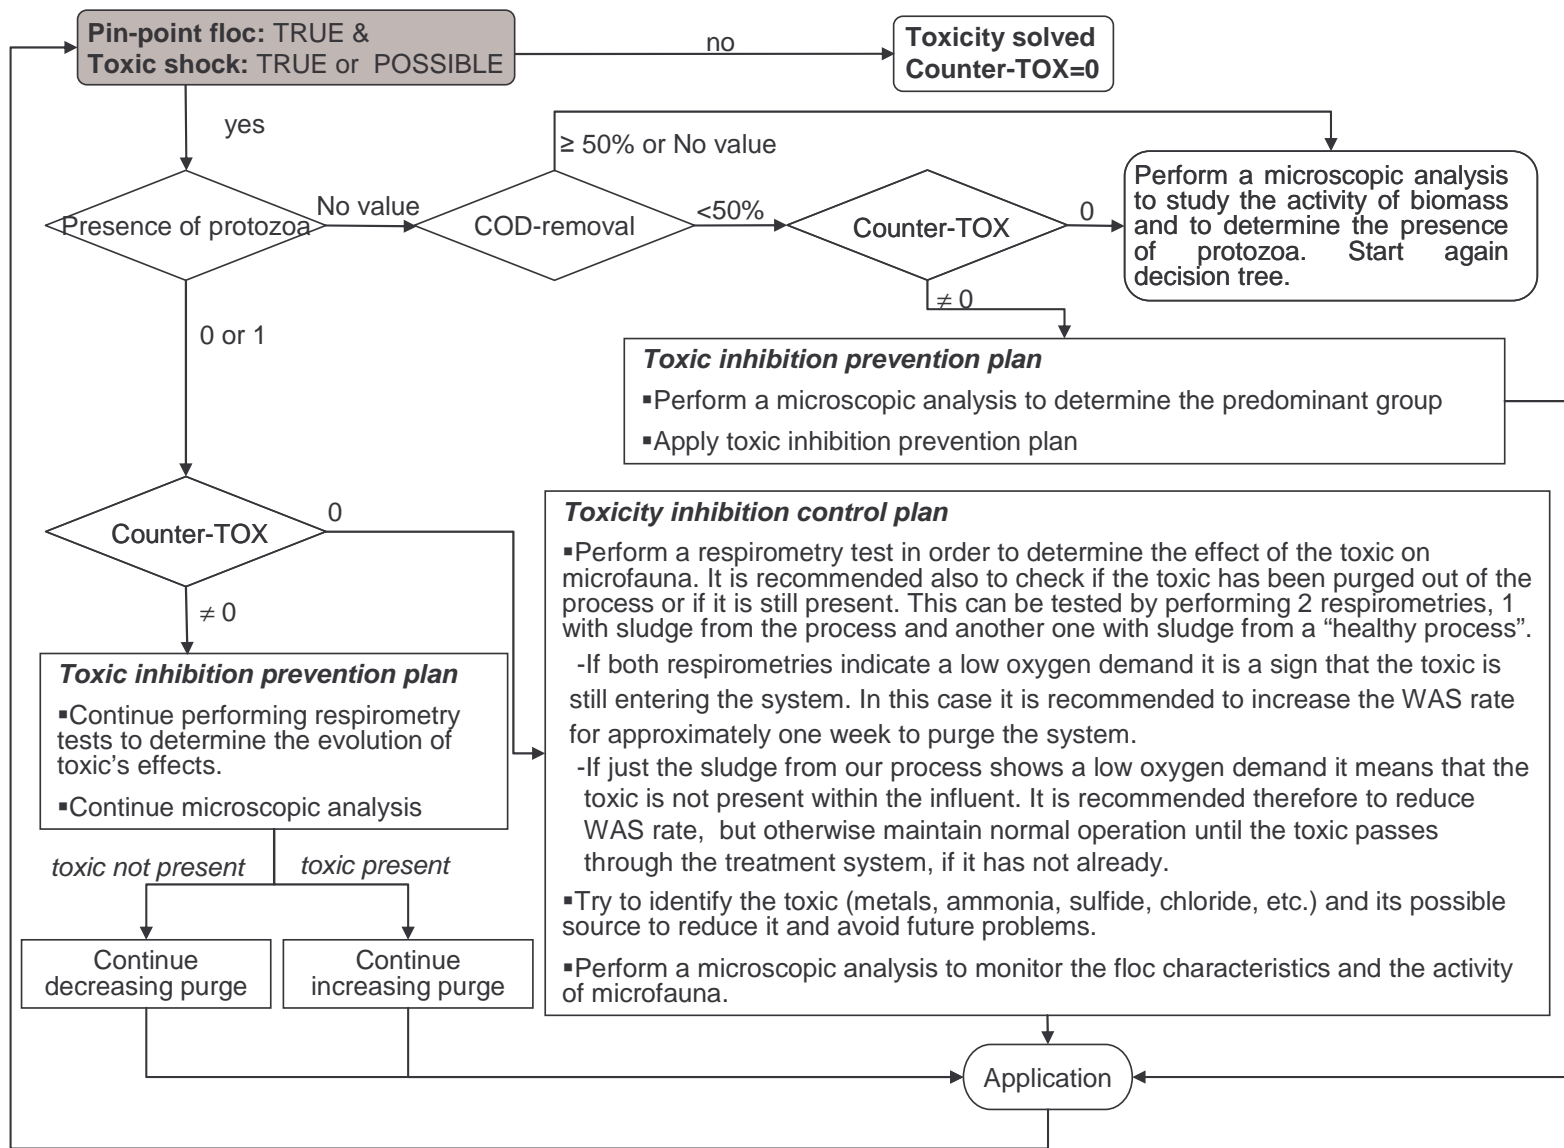 Pin-point floc: TRUE &
Toxic shock: TRUE or POSSIBLE
no
Toxicity solved
Counter-TOX=0
yes
≥ 50% or No value
Presence of protozoa
No value
COD-removal
<50%
Counter-TOX
0
Perform a microscopic analysis
to study the activity of biomass
and to determine the presence
of protozoa. Start again
decision tree.
≠ 0
0 or 1
Toxic inhibition prevention plan
▪Perform a microscopic analysis to determine the predominant group
▪Apply toxic inhibition prevention plan
Counter-TOX
0
≠ 0
Toxicity inhibition control plan
▪Perform a respirometry test in order to determine the effect of the toxic on
microfauna. It is recommended also to check if the toxic has been purged out of the
process or if it is still present. This can be tested by performing 2 respirometries, 1
with sludge from the process and another one with sludge from a “healthy process”.
-If both respirometries indicate a low oxygen demand it is a sign that the toxic is
still entering the system. In this case it is recommended to increase the WAS rate
for approximately one week to purge the system.
-If just the sludge from our process shows a low oxygen demand it means that the
toxic is not present within the influent. It is recommended therefore to reduce
WAS rate, but otherwise maintain normal operation until the toxic passes
through the treatment system, if it has not already.
▪Try to identify the toxic (metals, ammonia, sulfide, chloride, etc.) and its possible
source to reduce it and avoid future problems.
▪Perform a microscopic analysis to monitor the floc characteristics and the activity
of microfauna.
Toxic inhibition prevention plan
▪Continue performing respirometry
tests to determine the evolution of
toxic’s effects.
▪Continue microscopic analysis
toxic not present
toxic present
Continue
decreasing purge
Continue
increasing purge
Application